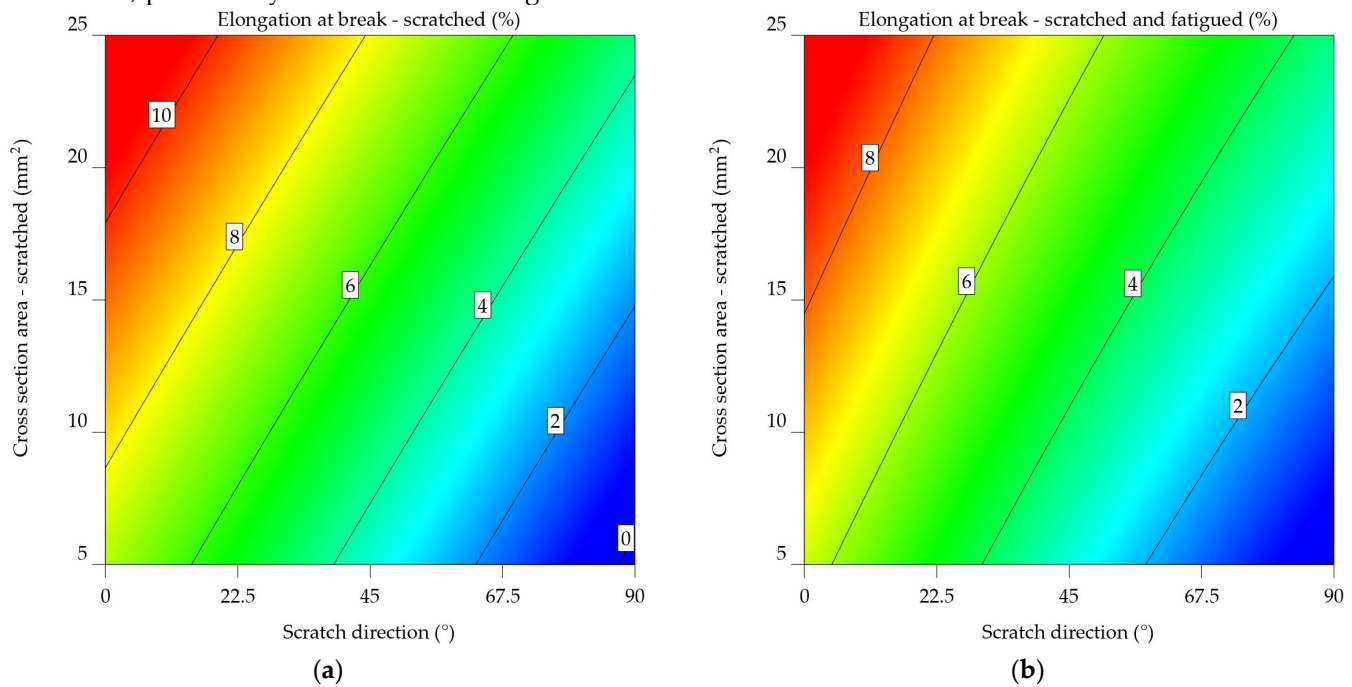 Elongation at break - scratched (%)
25
20
15
10
5
Cross section area - scratched (mm²)
10
8
6
4
2
0
0 22.5 45 67.5 90
Scratch direction (°)
(a)
Elongation at break - scratched and fatigued (%)
25
20
15
10
5
Cross section area - scratched (mm²)
8
6
4
2
0 22.5 45 67.5 90
Scratch direction (°)
(b)